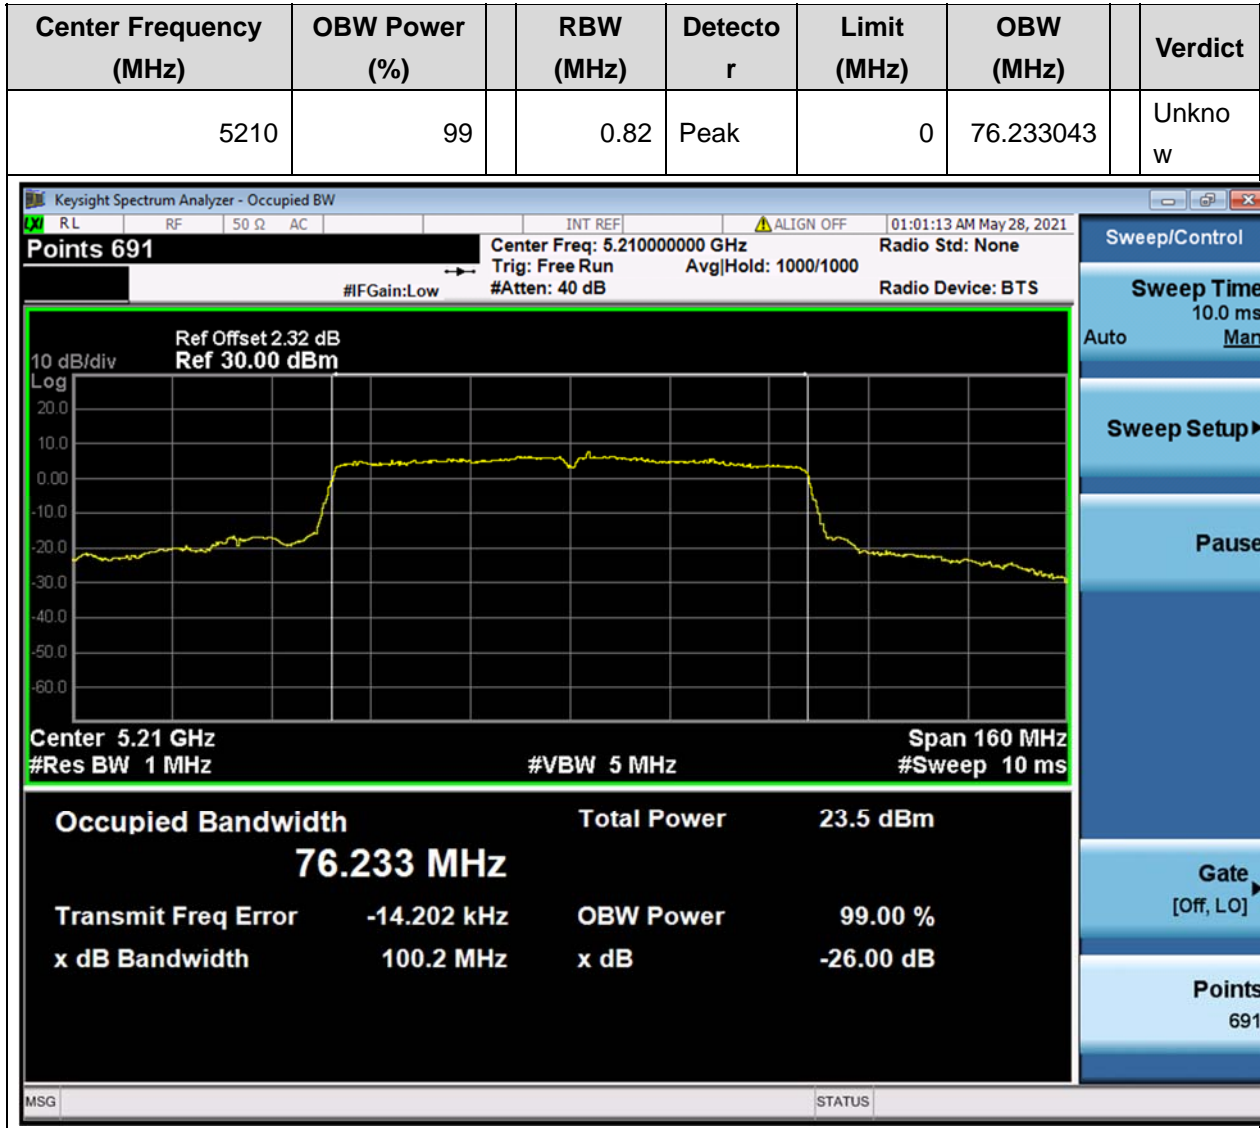 Center Frequency (MHz) OBW Power (%) RBW (MHz) Detecto r Limit (MHz) OBW (MHz) Verdict
5210 99 0.82 Peak 0 76.233043 Unkno w
Keysight Spectrum Analyzer - Occupied BW
LXI RL RF 50 Ω AC INT REF ALIGN OFF 01:01:13 AM May 28, 2021
Points 691
Center Freq: 5.210000000 GHz Radio Std: None
Trig: Free Run Avg|Hold: 1000/1000
#IFGain:Low #Atten: 40 dB Radio Device: BTS
Ref Offset 2.32 dB
10 dB/div Ref 30.00 dBm
Log
20.0
10.0
0.00
-10.0
-20.0
-30.0
-40.0
-50.0
-60.0
Center 5.21 GHz Span 160 MHz
#Res BW 1 MHz #VBW 5 MHz #Sweep 10 ms
Occupied Bandwidth Total Power 23.5 dBm
76.233 MHz
Transmit Freq Error -14.202 kHz OBW Power 99.00 %
x dB Bandwidth 100.2 MHz x dB -26.00 dB
Sweep/Control
Sweep Time
10.0 ms
Auto Man
Sweep Setup
Pause
Gate
[Off, LO]
Points
691
MSG STATUS